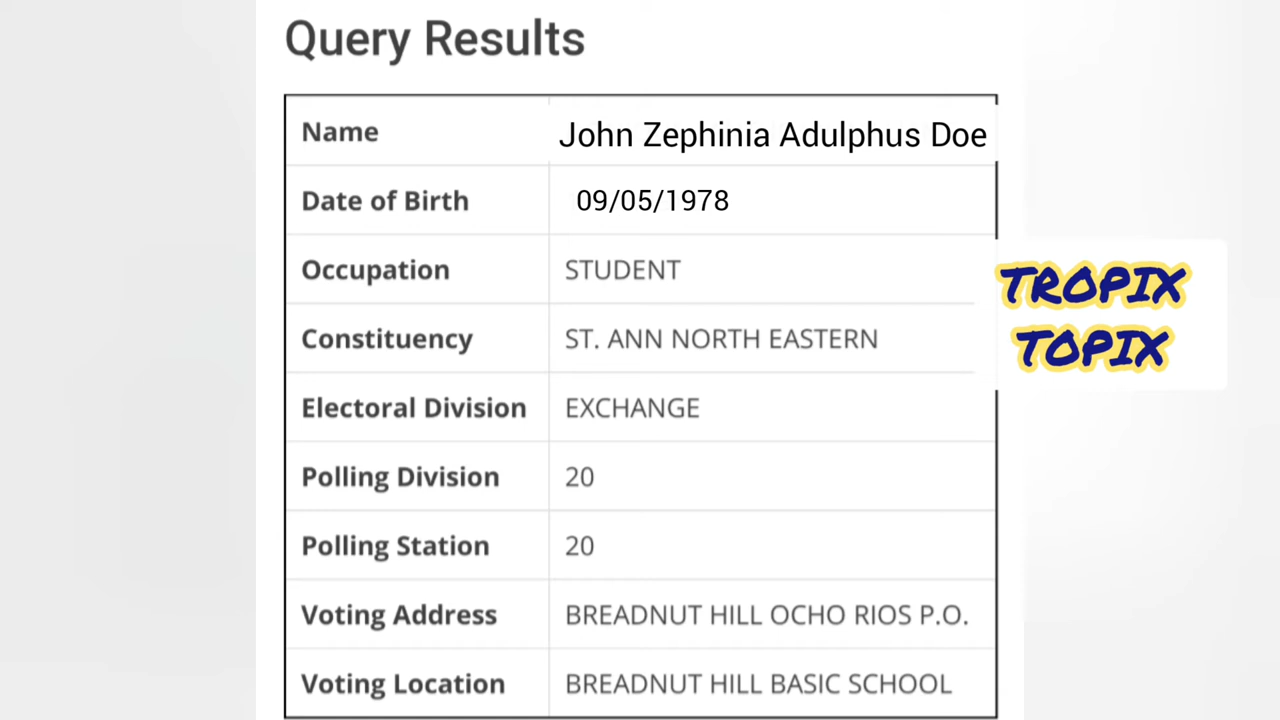 Query Results
Name John Zephinia Adulphus Doe
Date of Birth 09/05/1978
Occupation STUDENT
Constituency ST. ANN NORTH EASTERN
Electoral Division EXCHANGE
Polling Division 20
Polling Station 20
Voting Address BREADNUT HILL OCHO RIOS P.O.
Voting Location BREADNUT HILL BASIC SCHOOL
TROPIX
TOPIX